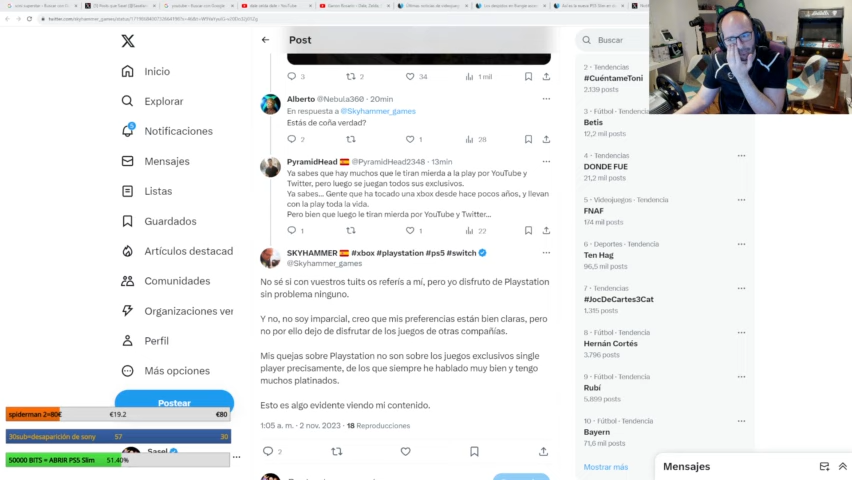 Inicio
Explorar
Notificaciones
Mensajes
Listas
Guardados
Artículos destacad
Comunidades
Organizaciones ver
Perfil
Más opciones
Postear
spiderman 2=80€ €19.2 €80
30sub=desaparición de sony 57 30
Sasel
50000 BITS = ABRIR PS5 Slim 51.40%
Post
3 2 34 1 mil
Alberto @Nebula360 · 20min
En respuesta a @Skyhammer_games
Estás de coña verdad?
2 1 28
PyramidHead @PyramidHead2348 · 13min
Ya sabes que hay muchos que le tiran mierda a la play por YouTube y
Twitter, pero luego se juegan todos sus exclusivos.
Ya sabes... Gente que ha tocado una xbox desde hace pocos años, y llevan
con la play toda la vida.
Pero bien que luego le tiran mierda por YouTube y Twitter...
1 1 22
SKYHAMMER #xbox #playstation #ps5 #switch
@Skyhammer_games
No sé si con vuestros tuits os referís a mí, pero yo disfruto de Playstation
sin problema ninguno.
Y no, no soy imparcial, creo que mis preferencias están bien claras, pero
no por ello dejo de disfrutar de los juegos de otras compañías.
Mis quejas sobre Playstation no son sobre los juegos exclusivos single
player precisamente, de los que siempre he hablado muy bien y tengo
muchos platinados.
Esto es algo evidente viendo mi contenido.
1:05 a. m. · 2 nov. 2023 · 18 Reproducciones
2
Buscar
2 · Tendencias
#CuéntameToni
2.139 posts
Betis
12,2 mil posts
4 · Tendencias
DONDE FUE
21,2 mil posts
5 · Videojuegos · Tendencia
FNAF
174 mil posts
6 · Deportes · Tendencia
Ten Hag
96,5 mil posts
7 · Tendencias
#JocDeCartes3Cat
1.315 posts
8 · Fútbol · Tendencia
Hernán Cortés
3.796 posts
9 · Fútbol · Tendencia
Rubí
5.899 posts
10 · Fútbol · Tendencia
Bayern
71,6 mil posts
Mostrar más
Mensajes